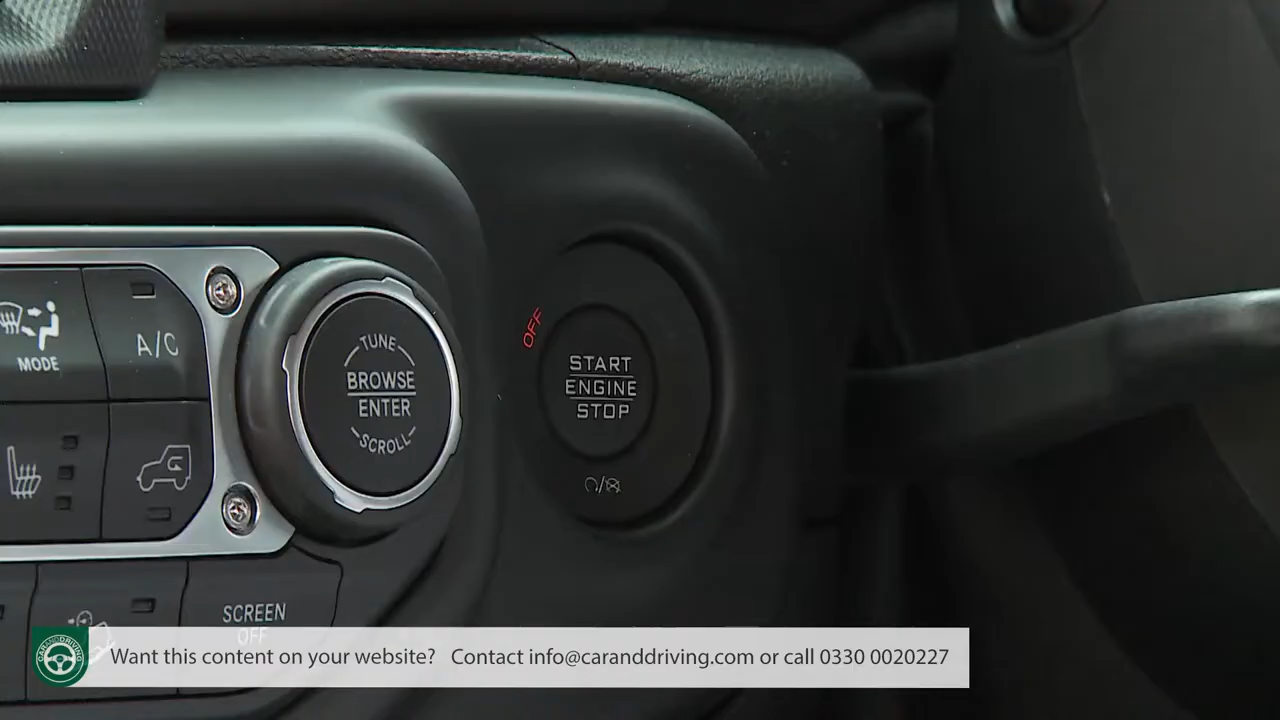 MODE
A/C
TUNE
BROWSE
ENTER
SCROLL
OFF
START
ENGINE
STOP
SCREEN
OFF
CARANDDRIVING
Want this content on your website? Contact info@caranddriving.com or call 0330 0020227